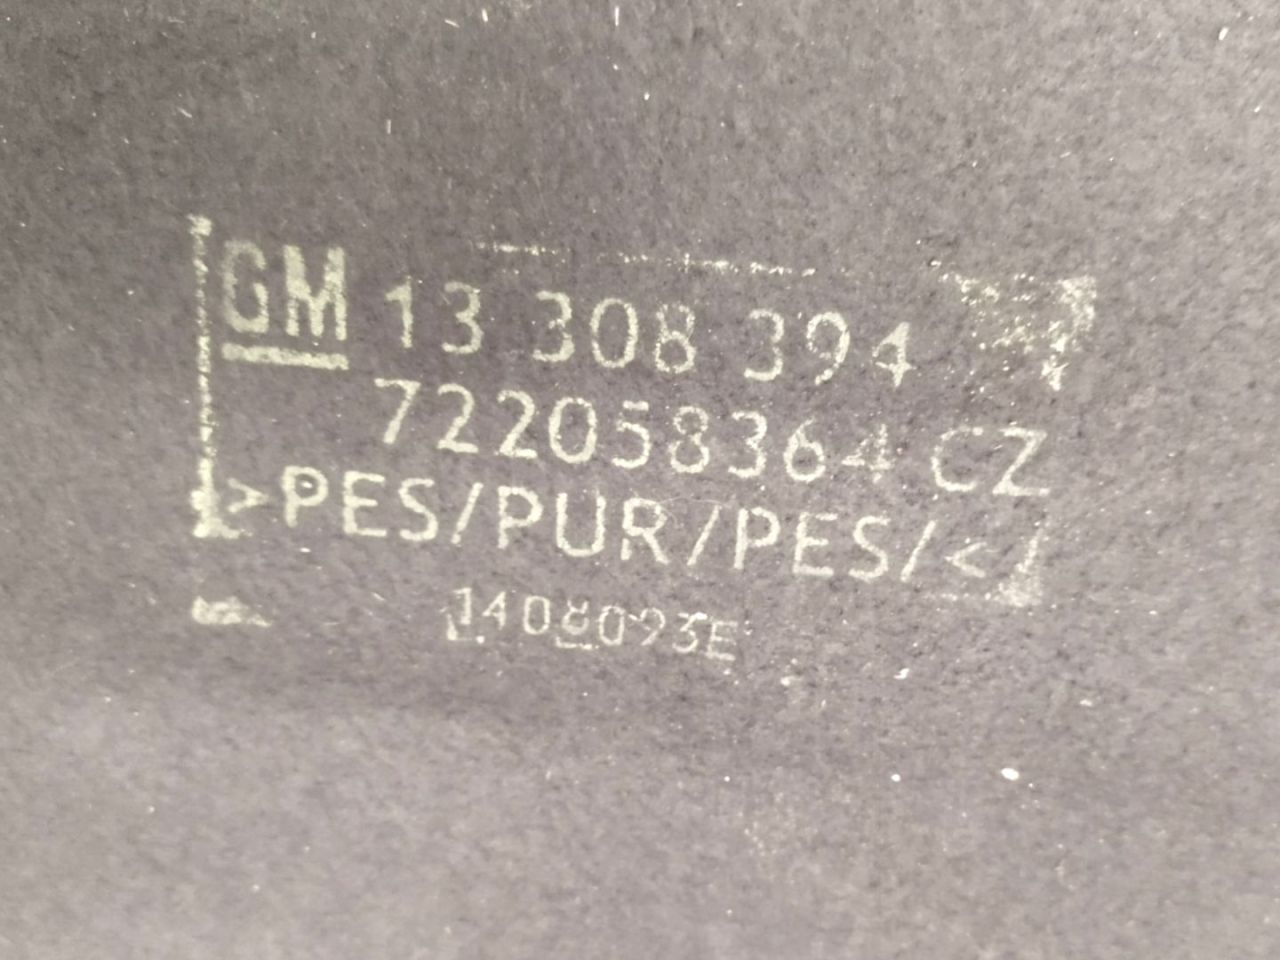 GM 13 308 394
722058364 CZ
>PES/PUR/PES/<
1408093E